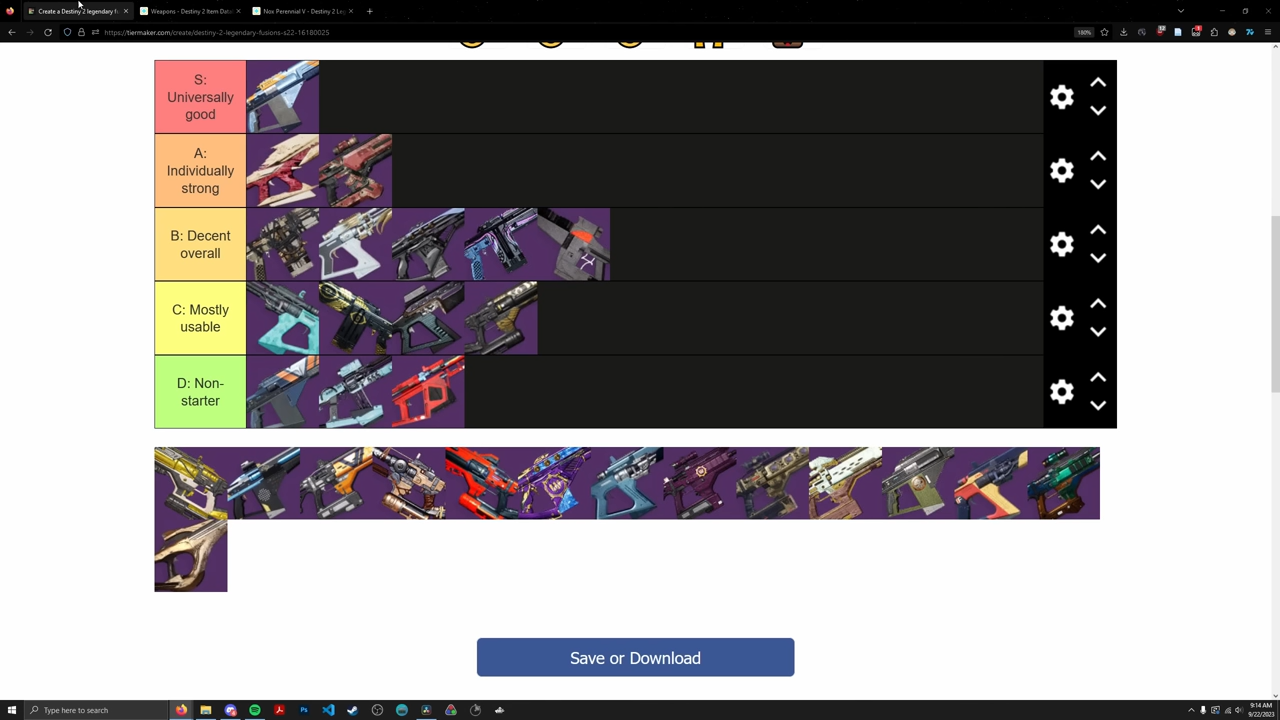 Create a Destiny 2 legendary f
Weapons - Destiny 2 Item Data
Nox Perennial V - Destiny 2 Le
https://tiermaker.com/create/destiny-2-legendary-fusions-s22-16180025
180%
S:
Universally
good
A:
Individually
strong
B: Decent
overall
C: Mostly
usable
D: Non-
starter
Save or Download
Type here to search
9:14 AM
9/22/2023